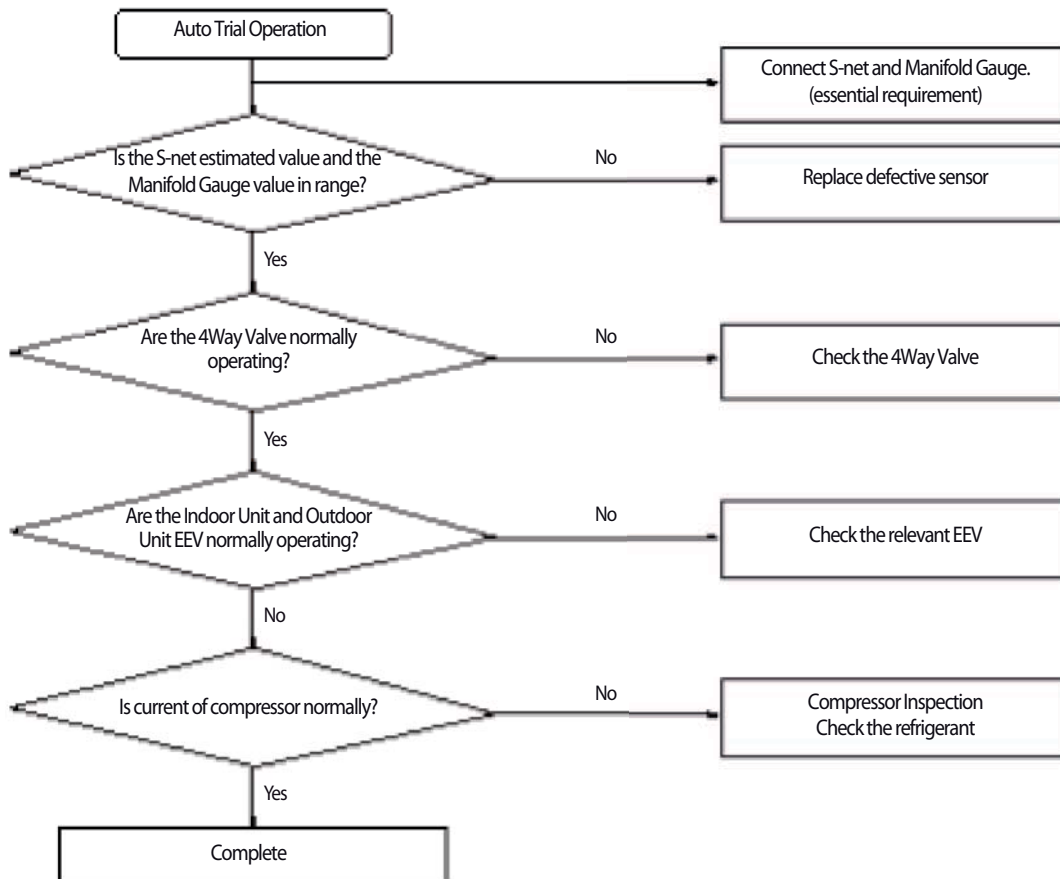 Auto Trial Operation
Connect S-net and Manifold Gauge.
(essential requirement)
Is the S-net estimated value and the
Manifold Gauge value in range?
No
Replace defective sensor
Yes
Are the 4Way Valve normally
operating?
No
Check the 4Way Valve
Yes
Are the Indoor Unit and Outdoor
Unit EEV normally operating?
No
Check the relevant EEV
No
Is current of compressor normally?
No
Compressor Inspection
Check the refrigerant
Yes
Complete